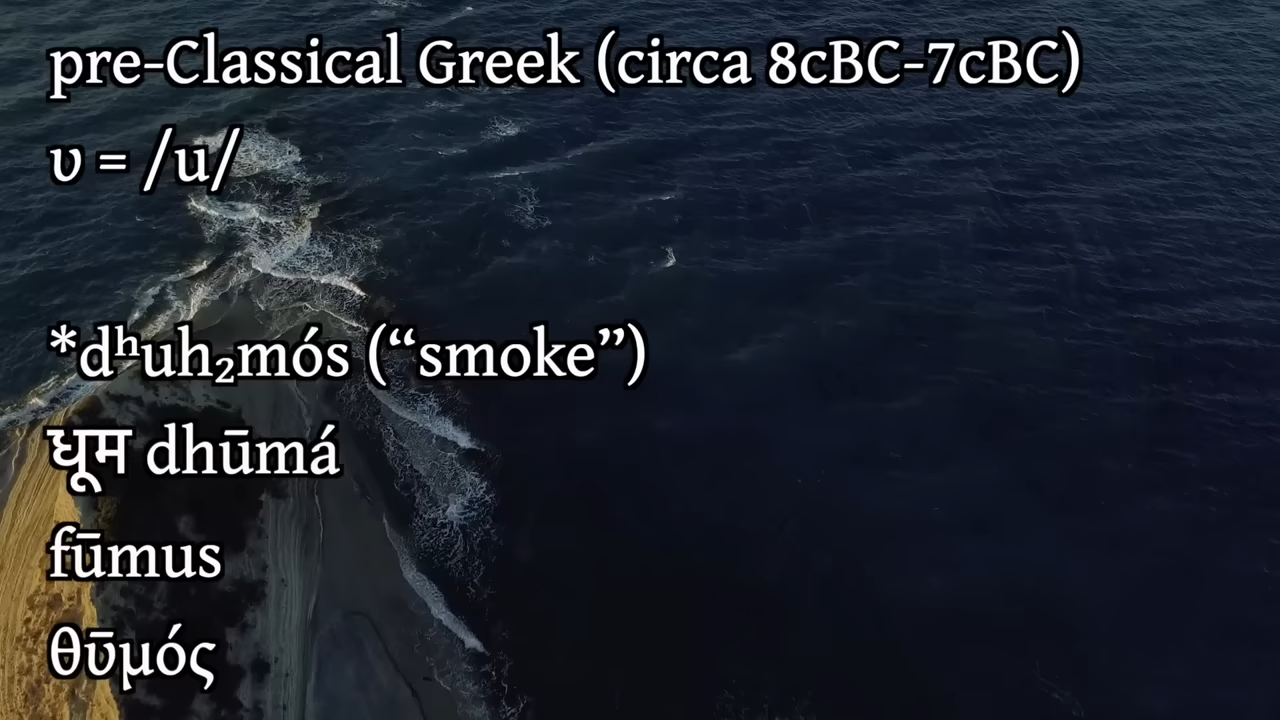 pre-Classical Greek (circa 8cBC-7cBC)
υ = /u/
*dʰuh₂mós (“smoke”)
धूम dhūmá
fūmus
θῡμός